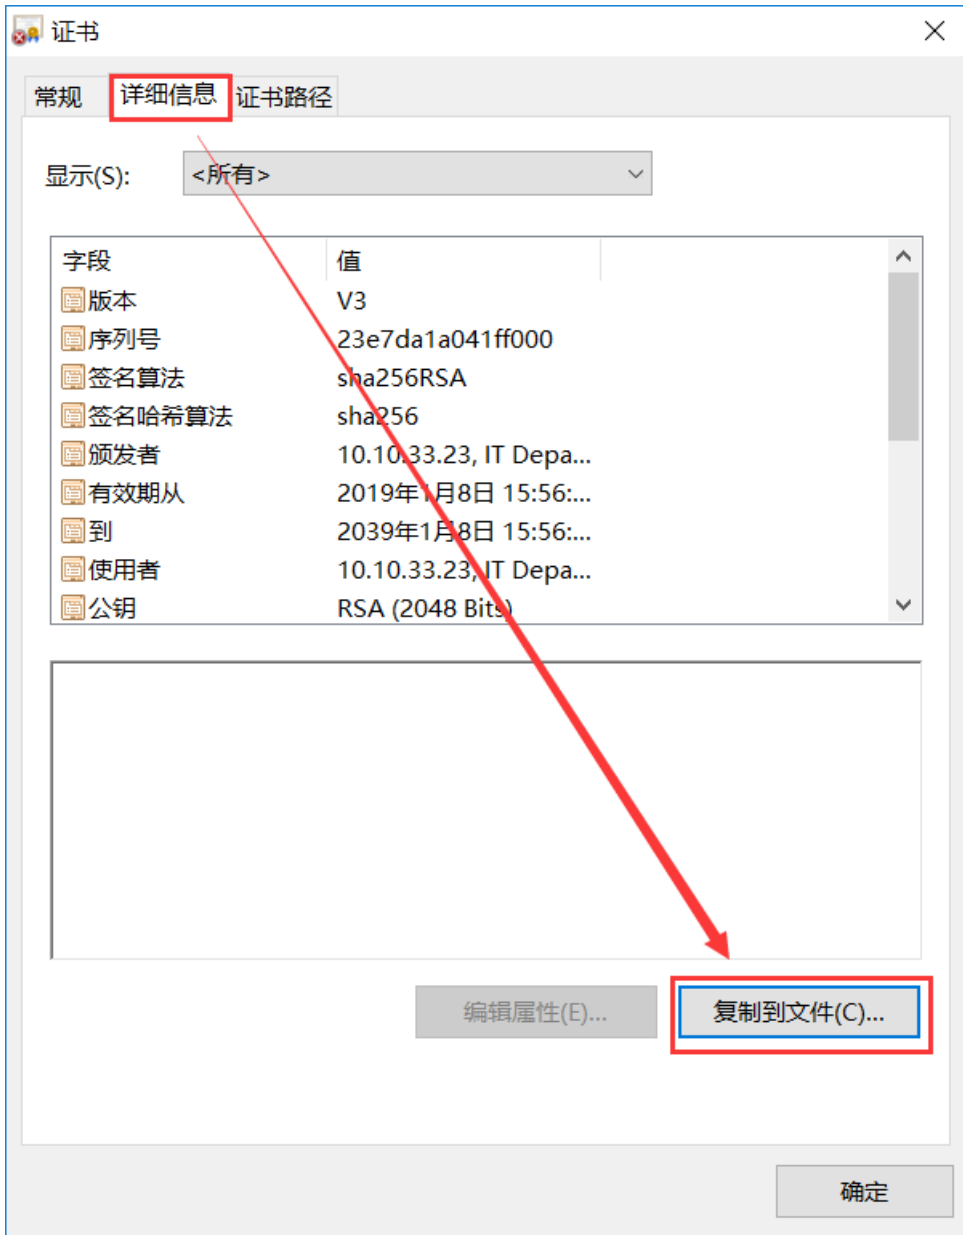 证书
常规 详细信息 证书路径
显示(S): <所有>
字段 值
版本 V3
序列号 23e7da1a041ff000
签名算法 sha256RSA
签名哈希算法 sha256
颁发者 10.10.33.23, IT Depa...
有效期从 2019年1月8日 15:56:...
到 2039年1月8日 15:56:...
使用者 10.10.33.23, IT Depa...
公钥 RSA (2048 Bits)
编辑属性(E)... 复制到文件(C)...
确定